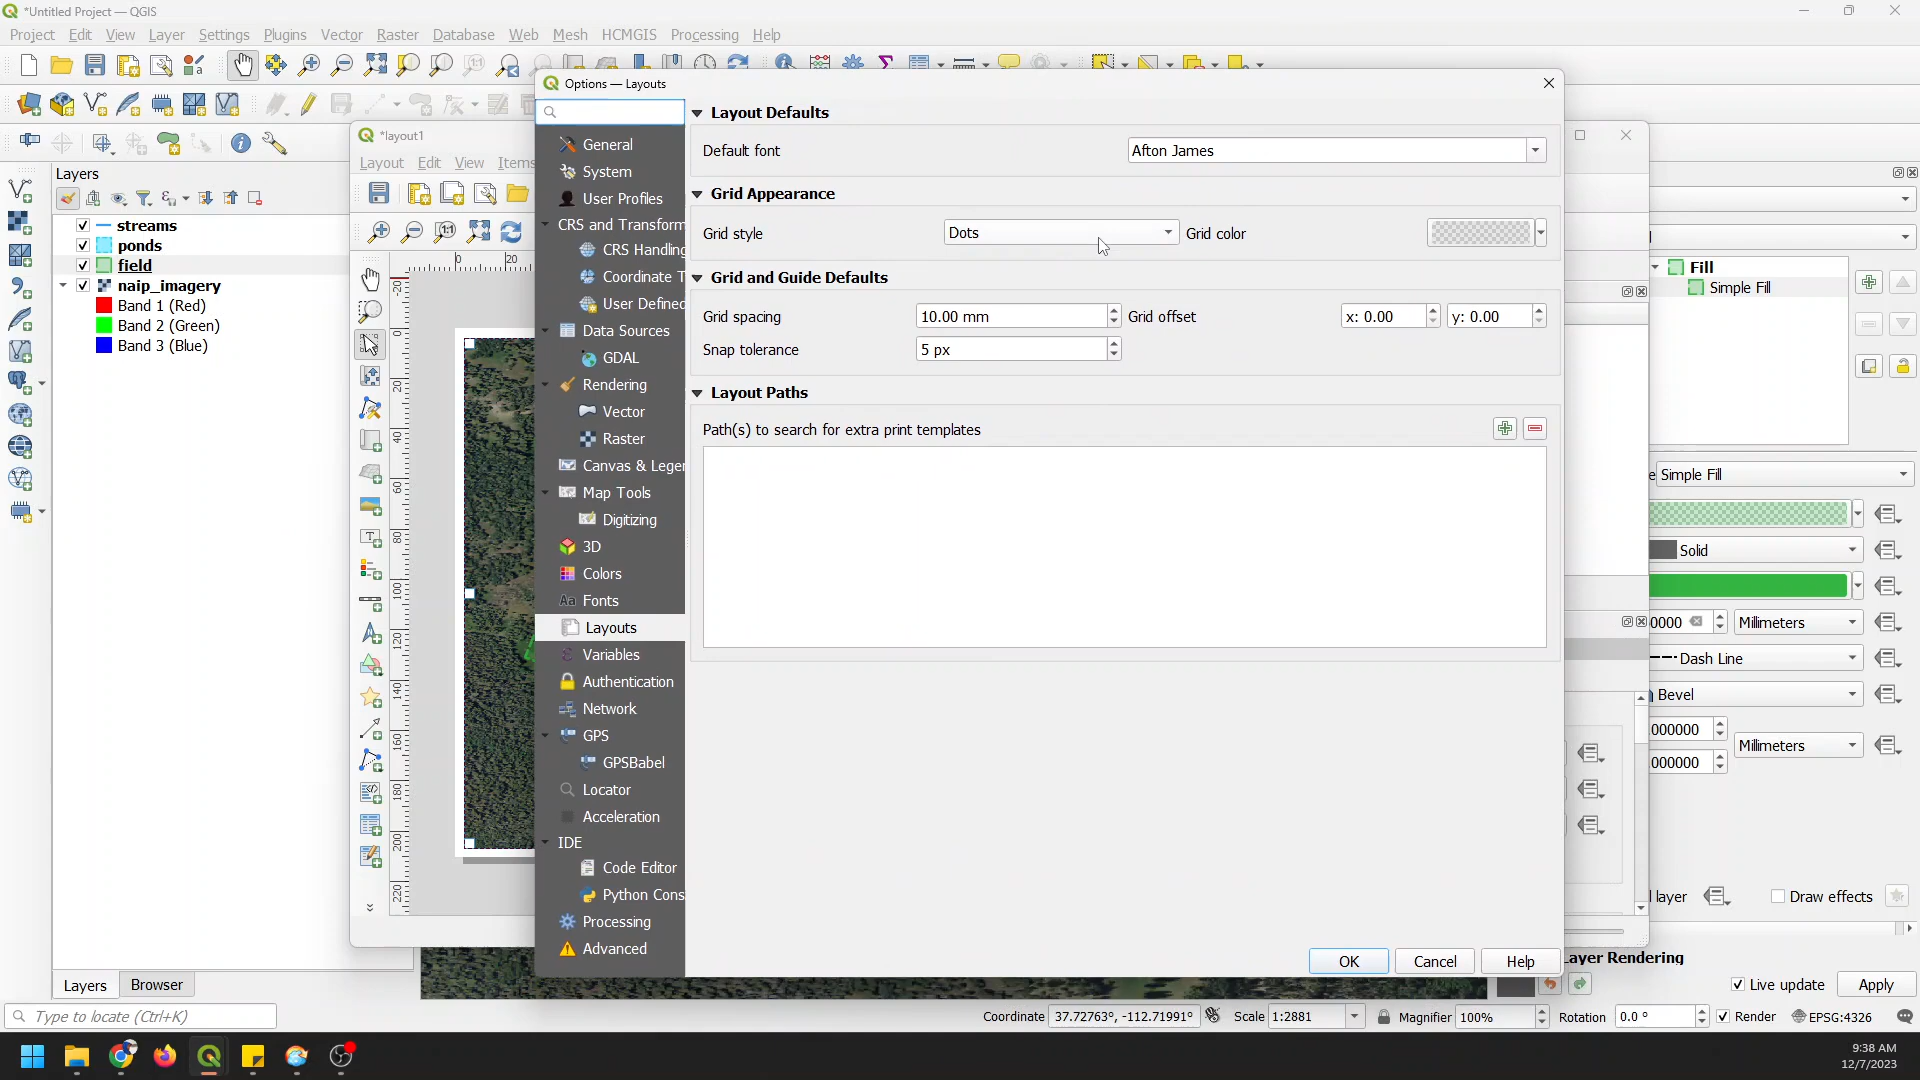 *Untitled Project — QGIS
Project Edit View Layer Settings Plugins Vector Raster Database Web Mesh HCMGIS Processing Help
Options — Layouts
*layout1
Layout Edit View Items
Layers
streams
ponds
field
naip_imagery
Band 1 (Red)
Band 2 (Green)
Band 3 (Blue)
General
System
User Profiles
CRS and Transform
CRS Handling
Coordinate T
User Defined
Data Sources
GDAL
Rendering
Vector
Raster
Canvas & Leger
Map Tools
Digitizing
3D
Colors
Fonts
Layouts
Variables
Authentication
Network
GPS
GPSBabel
Locator
Acceleration
IDE
Code Editor
Python Cons
Processing
Advanced
Layout Defaults
Default font Afton James
Grid Appearance
Grid style Dots Grid color
Grid and Guide Defaults
Grid spacing 10.00 mm Grid offset x: 0.00 y: 0.00
Snap tolerance 5 px
Layout Paths
Path(s) to search for extra print templates
OK Cancel Help
Fill
Simple Fill
Simple Fill
Solid
0000 Millimeters
Dash Line
Bevel
000000
Millimeters
000000
layer Draw effects
ayer Rendering
Live update Apply
Layers Browser
Type to locate (Ctrl+K) Coordinate 37.72763°, -112.71991° Scale 1:2881 Magnifier 100% Rotation 0.0 ° Render EPSG:4326
9:38 AM
12/7/2023